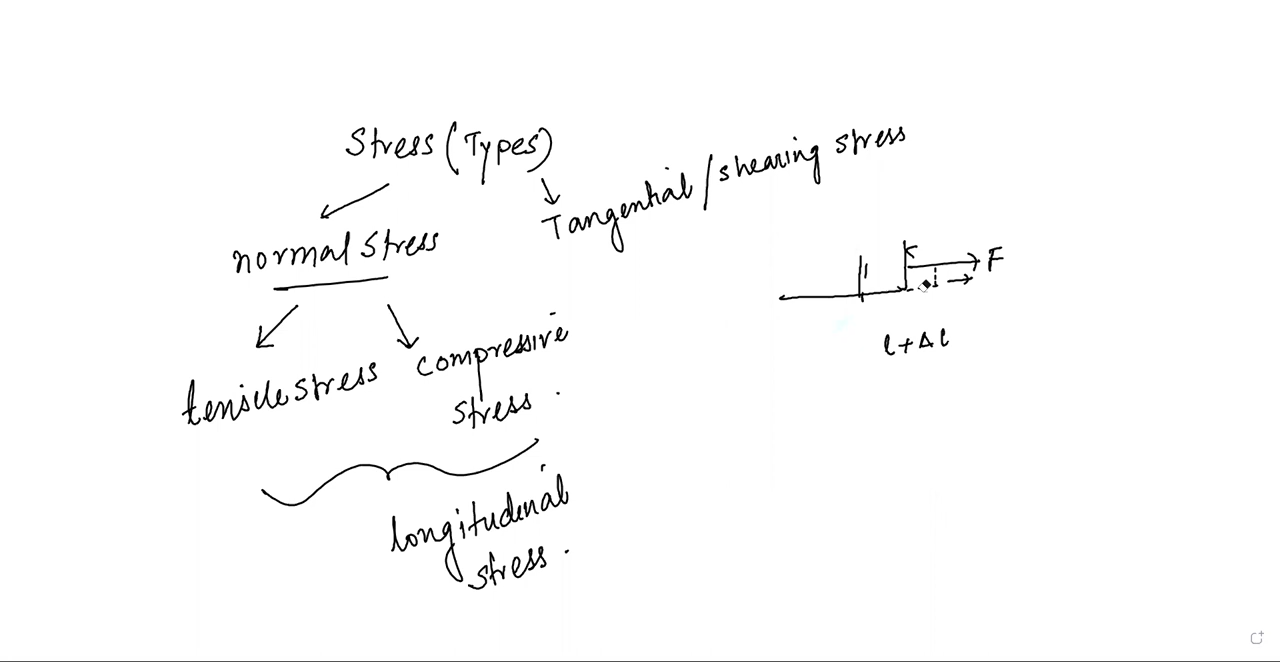 Stress (Types)
Tangential / shearing stress
normal stress
F
l + Δl
tensile stress
compressive
stress.
longitudenal
stress.